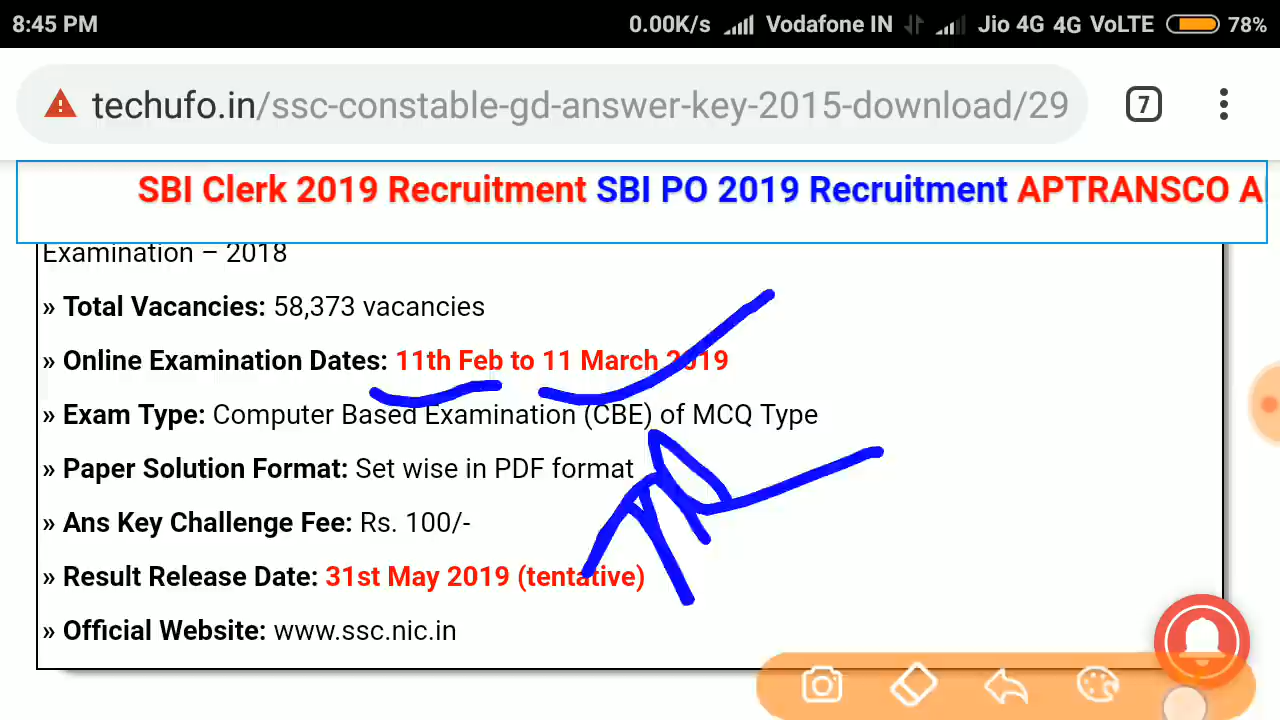 8:45 PM 0.00K/s Vodafone IN Jio 4G 4G VoLTE 78%
techufo.in/ssc-constable-gd-answer-key-2015-download/29 7
SBI Clerk 2019 Recruitment SBI PO 2019 Recruitment APTRANSCO A
Examination – 2018
» Total Vacancies: 58,373 vacancies
» Online Examination Dates: 11th Feb to 11 March 2019
» Exam Type: Computer Based Examination (CBE) of MCQ Type
» Paper Solution Format: Set wise in PDF format
» Ans Key Challenge Fee: Rs. 100/-
» Result Release Date: 31st May 2019 (tentative)
» Official Website: www.ssc.nic.in